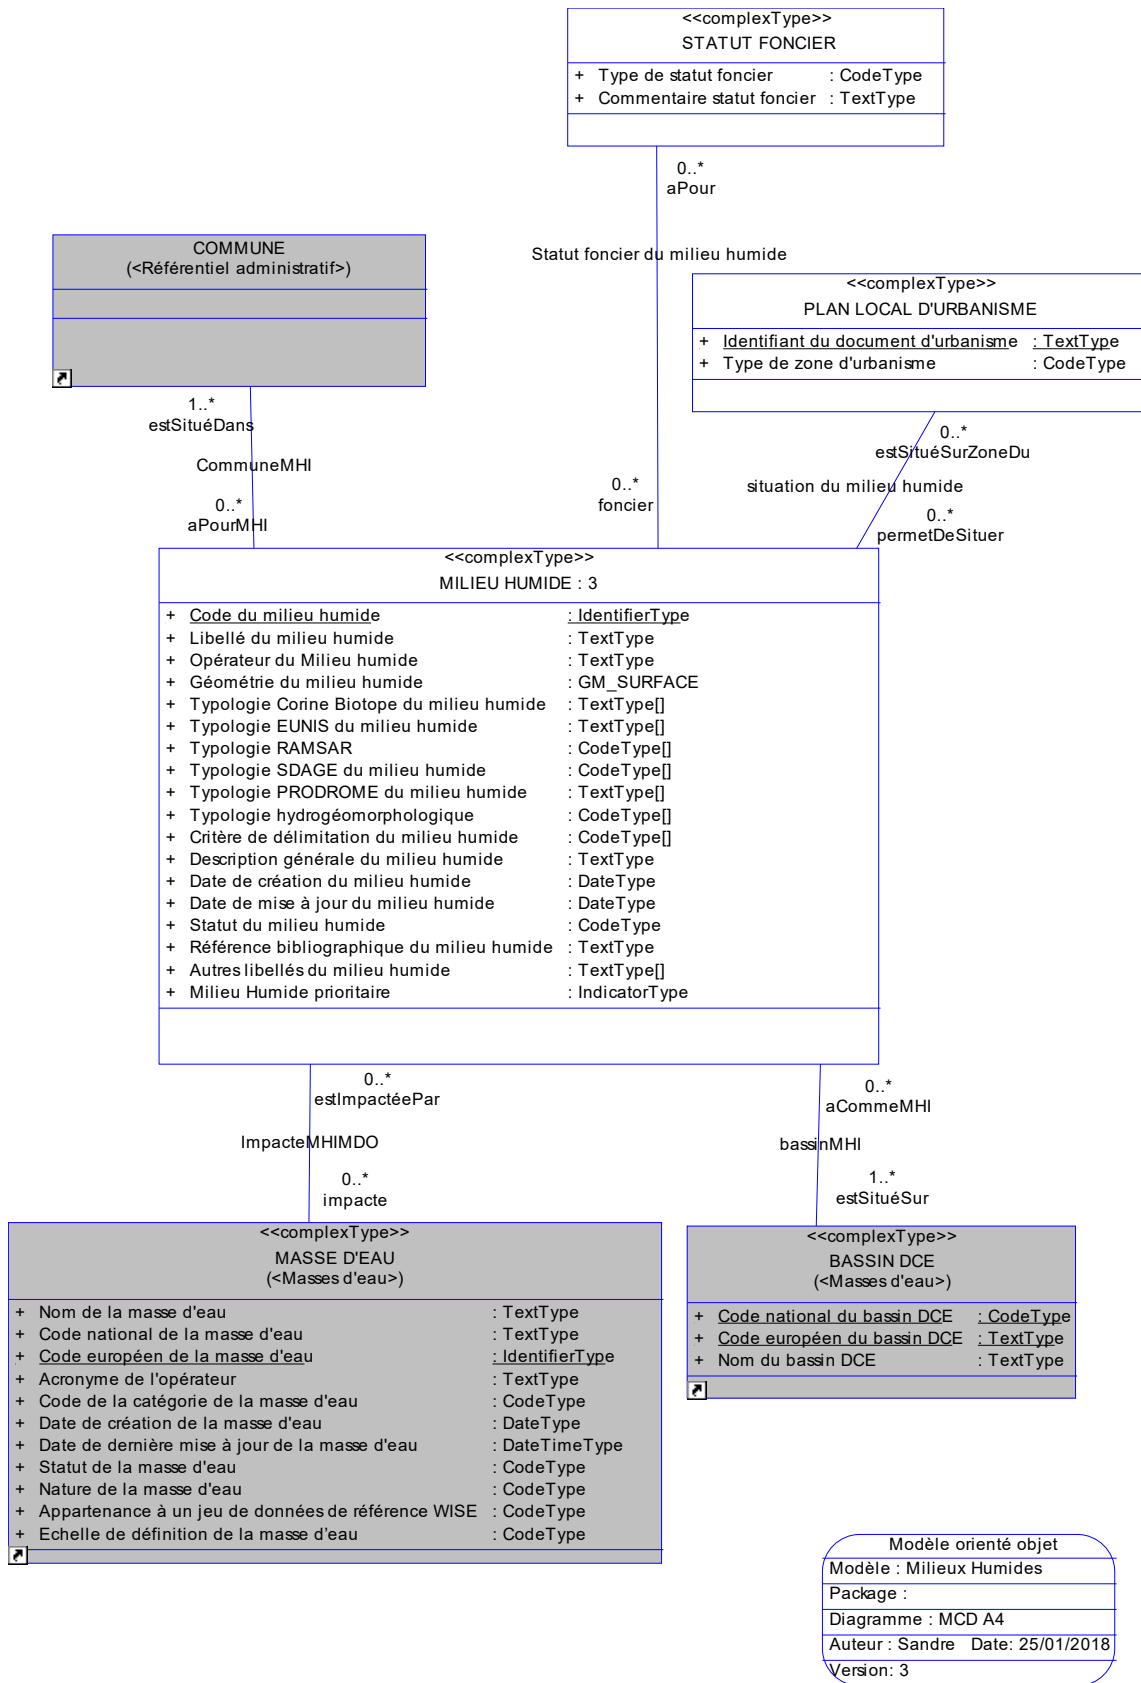 <<complexType>>
STATUT FONCIER
+ Type de statut foncier : CodeType
+ Commentaire statut foncier : TextType
0..*
aPour
Statut foncier du milieu humide
COMMUNE
(<Référentiel administratif>)
<<complexType>>
PLAN LOCAL D'URBANISME
+ Identifiant du document d'urbanisme : TextType
+ Type de zone d'urbanisme : CodeType
1..*
estSituéDans
CommuneMHI
0..*
aPourMHI
0..*
foncier
0..*
estSituéSurZoneDu
situation du milieu humide
0..*
permetDeSituer
<<complexType>>
MILIEU HUMIDE : 3
+ Code du milieu humide : IdentifierType
+ Libellé du milieu humide : TextType
+ Opérateur du Milieu humide : TextType
+ Géométrie du milieu humide : GM_SURFACE
+ Typologie Corine Biotope du milieu humide : TextType[]
+ Typologie EUNIS du milieu humide : TextType[]
+ Typologie RAMSAR : CodeType[]
+ Typologie SDAGE du milieu humide : CodeType[]
+ Typologie PRODROME du milieu humide : TextType[]
+ Typologie hydrogéomorphologique : CodeType[]
+ Critère de délimitation du milieu humide : CodeType[]
+ Description générale du milieu humide : TextType
+ Date de création du milieu humide : DateType
+ Date de mise à jour du milieu humide : DateType
+ Statut du milieu humide : CodeType
+ Référence bibliographique du milieu humide : TextType
+ Autres libellés du milieu humide : TextType[]
+ Milieu Humide prioritaire : IndicatorType
0..*
estImpactéePar
ImpacteMHIMDO
0..*
impacte
0..*
aCommeMHI
bassinMHI
1..*
estSituéSur
<<complexType>>
MASSE D'EAU
(<Masses d'eau>)
+ Nom de la masse d'eau : TextType
+ Code national de la masse d'eau : TextType
+ Code européen de la masse d'eau : IdentifierType
+ Acronyme de l'opérateur : TextType
+ Code de la catégorie de la masse d'eau : CodeType
+ Date de création de la masse d'eau : DateType
+ Date de dernière mise à jour de la masse d'eau : DateTimeType
+ Statut de la masse d'eau : CodeType
+ Nature de la masse d'eau : CodeType
+ Appartenance à un jeu de données de référence WISE : CodeType
+ Echelle de définition de la masse d'eau : CodeType
<<complexType>>
BASSIN DCE
(<Masses d'eau>)
+ Code national du bassin DCE : CodeType
+ Code européen du bassin DCE : TextType
+ Nom du bassin DCE : TextType
Modèle orienté objet
Modèle : Milieux Humides
Package :
Diagramme : MCD A4
Auteur : Sandre Date: 25/01/2018
Version: 3